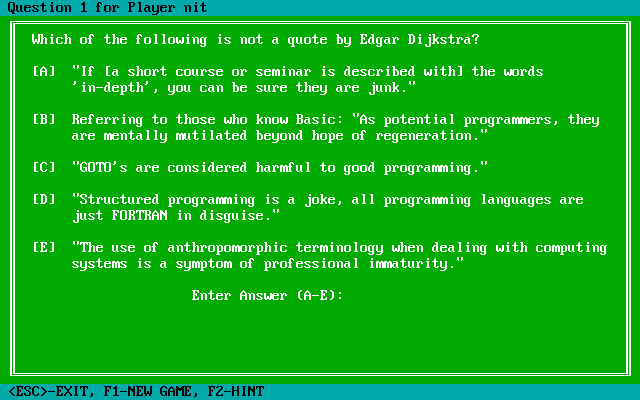 Question 1 for Player nit
Which of the following is not a quote by Edgar Dijkstra?
[A] "If [a short course or seminar is described with] the words
'in-depth', you can be sure they are junk."
[B] Referring to those who know Basic: "As potential programmers, they
are mentally mutilated beyond hope of regeneration."
[C] "GOTO's are considered harmful to good programming."
[D] "Structured programming is a joke, all programming languages are
just FORTRAN in disguise."
[E] "The use of anthropomorphic terminology when dealing with computing
systems is a symptom of professional immaturity."
Enter Answer (A-E):
<ESC>-EXIT, F1-NEW GAME, F2-HINT